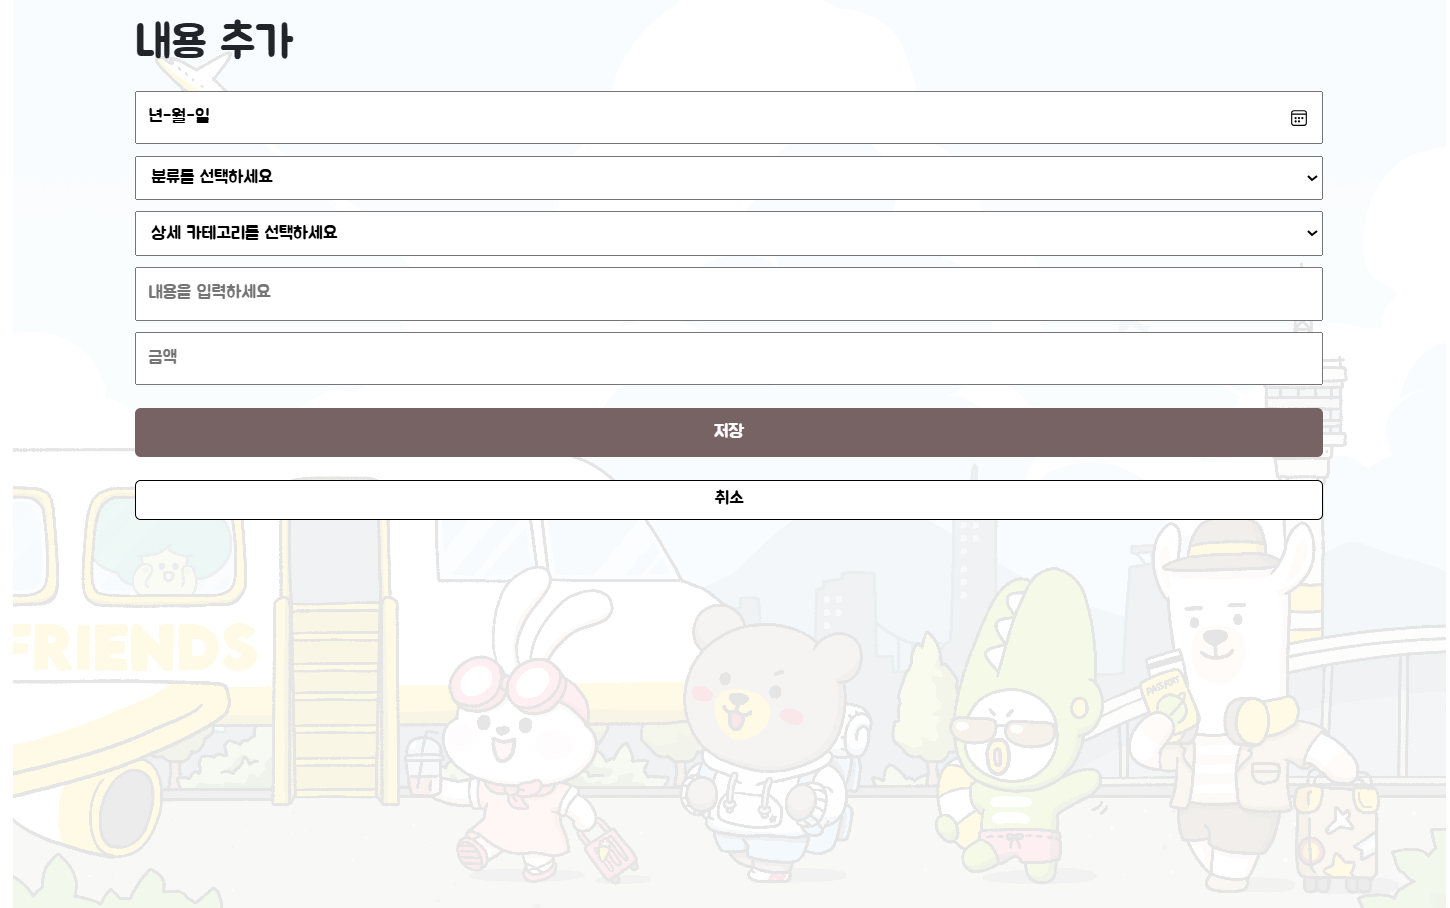 내용 추가
년-월-일
분류를 선택하세요
상세 카테고리를 선택하세요
내용을 입력하세요
금액
저장
취소
FRIENDS
PASSPORT